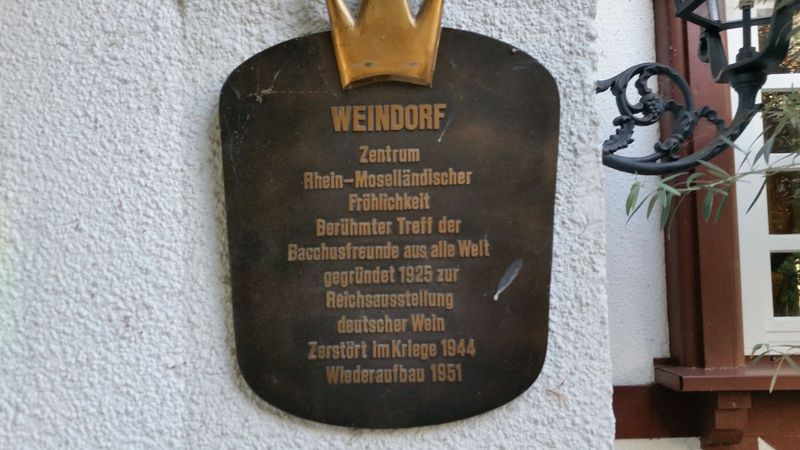 WEINDORF
Zentrum
Rhein-Moselländischer
Fröhlichkeit
Berühmter Treff der
Bacchusfreunde aus alle Welt
gegründet 1925 zur
Reichsausstellung
deutscher Wein
Zerstört im Kriege 1944
Wiederaufbau 1951